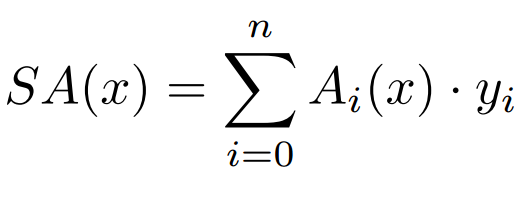 SA(x) = \sum_{i=0}^{n} A_i(x) \cdot y_i